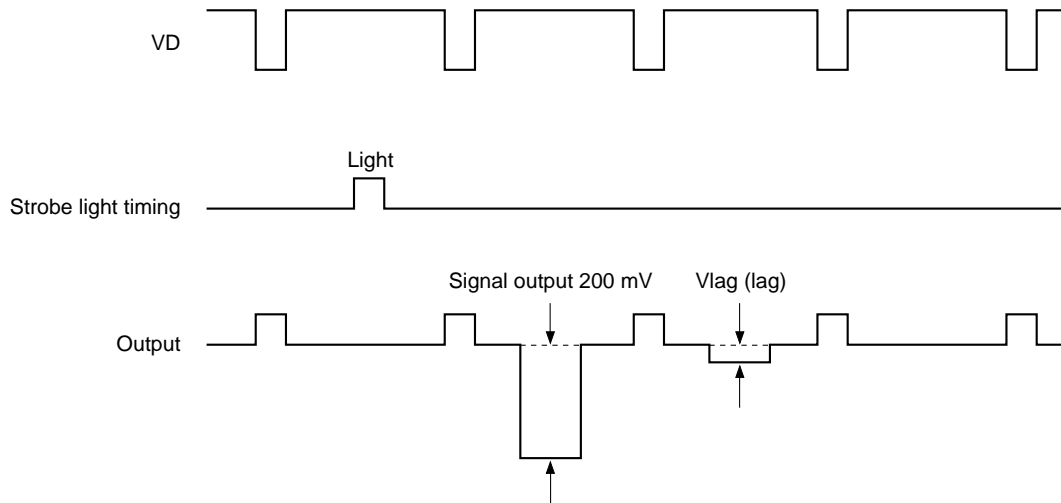 VD
Light
Strobe light timing
Signal output 200 mV
Vlag (lag)
Output